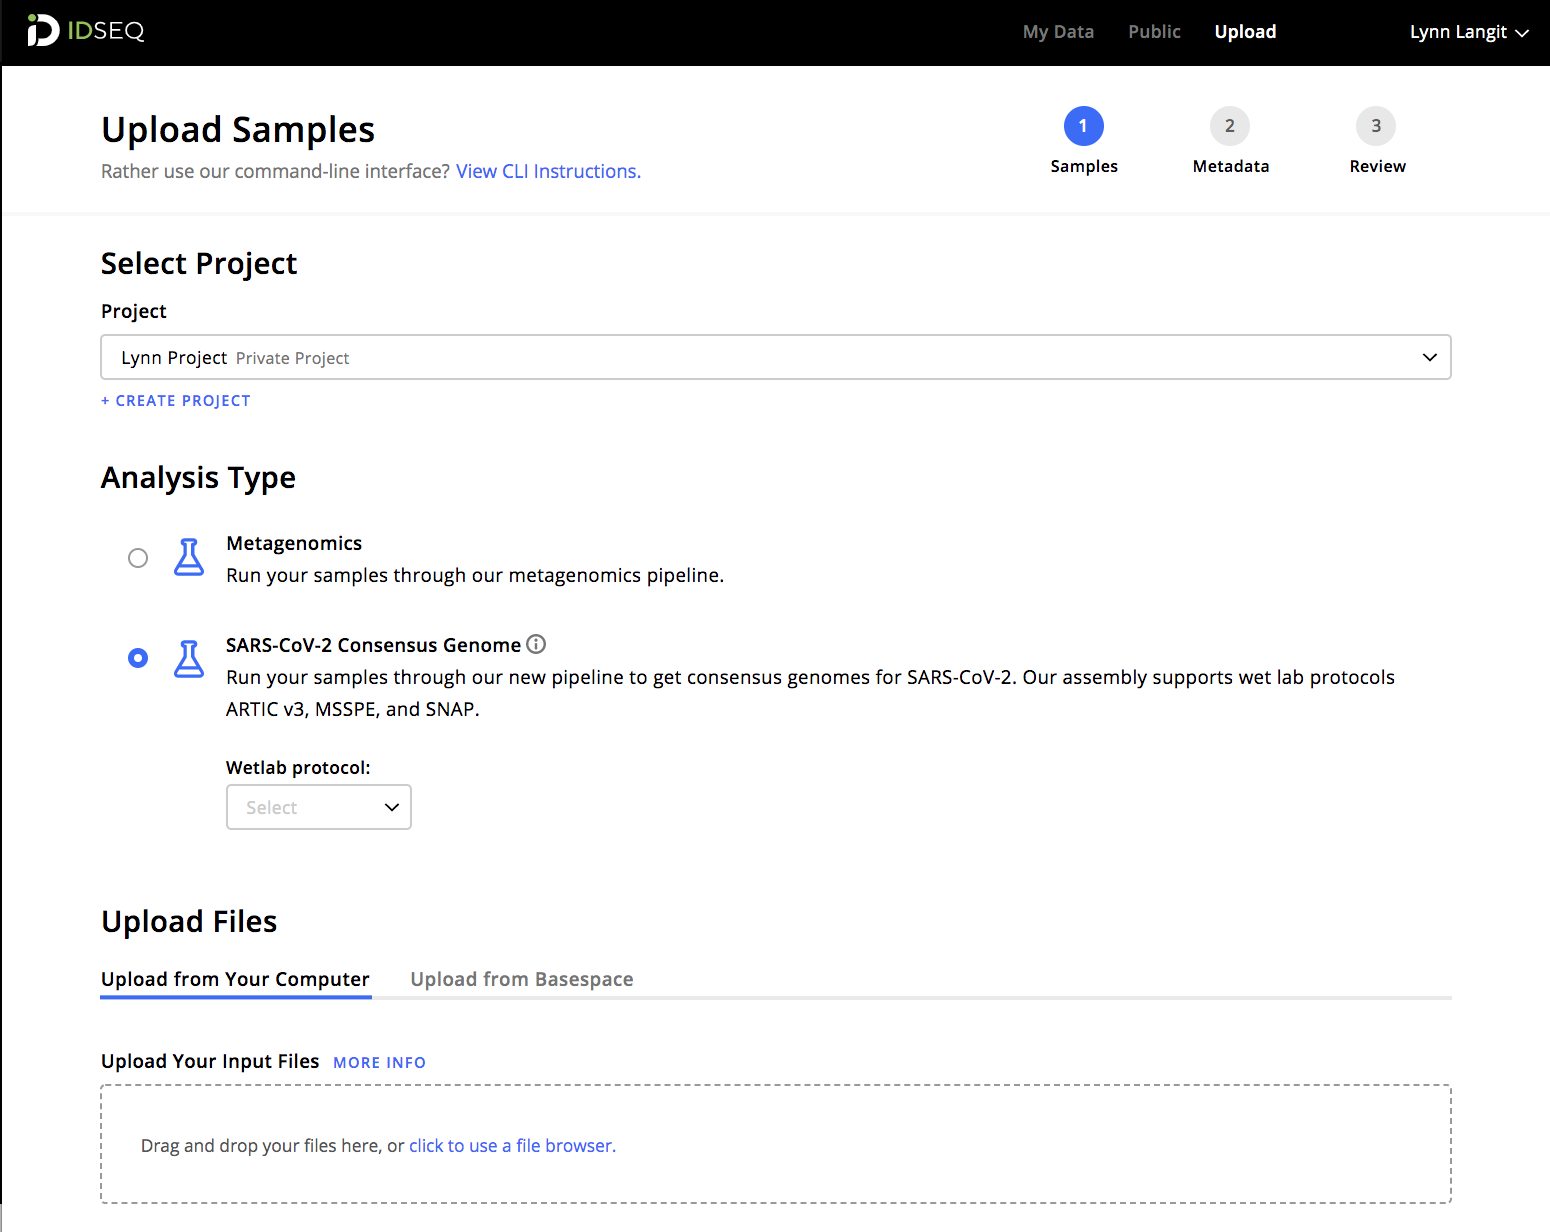 IDSEQ My Data Public Upload Lynn Langit
Upload Samples
Rather use our command-line interface? View CLI Instructions.
1 2 3
Samples Metadata Review
Select Project
Project
Lynn Project Private Project
+ CREATE PROJECT
Analysis Type
Metagenomics
Run your samples through our metagenomics pipeline.
SARS-CoV-2 Consensus Genome
Run your samples through our new pipeline to get consensus genomes for SARS-CoV-2. Our assembly supports wet lab protocols
ARTIC v3, MSSPE, and SNAP.
Wetlab protocol:
Select
Upload Files
Upload from Your Computer Upload from Basespace
Upload Your Input Files MORE INFO
Drag and drop your files here, or click to use a file browser.